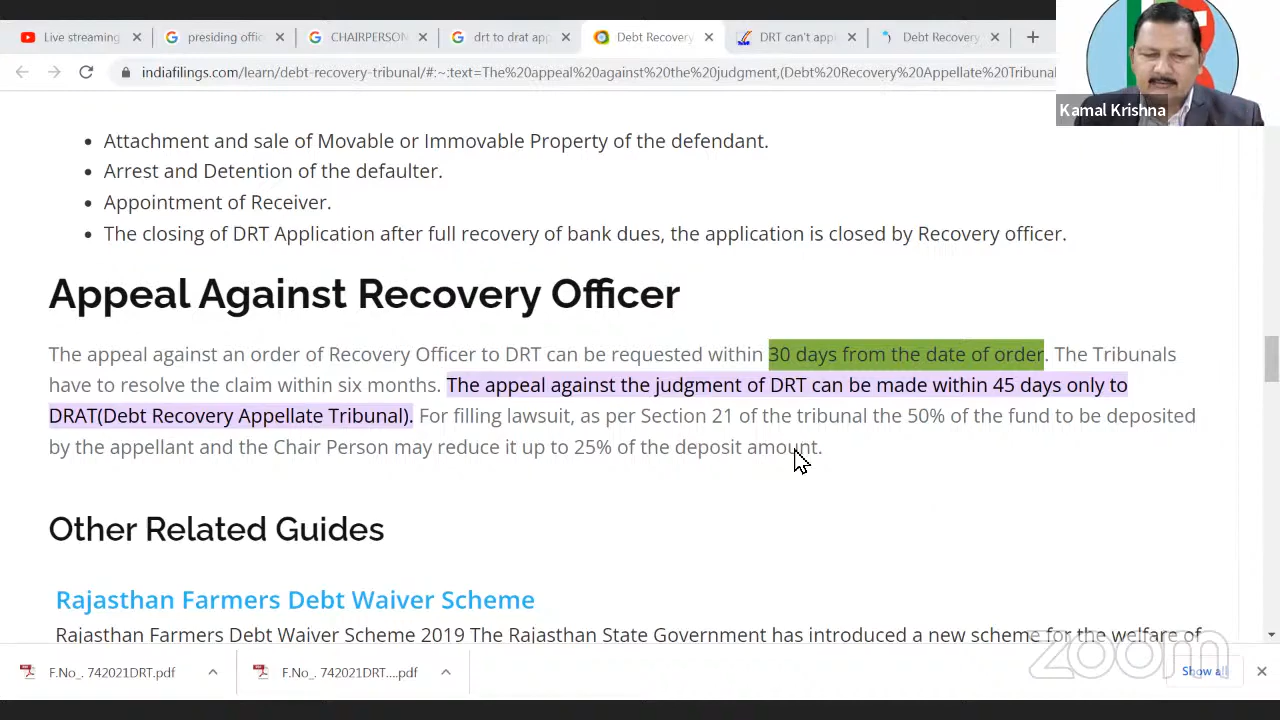 Live streaming
presiding offic
CHAIRPERSON
drt to drat app
Debt Recovery
DRT can't appl
Debt Recovery
indiafilings.com/learn/debt-recovery-tribunal/#:~:text=The%20appeal%20against%20the%20judgment,(Debt%20Recovery%20Appellate%20Tribunal
Kamal Krishna
• Attachment and sale of Movable or Immovable Property of the defendant.
• Arrest and Detention of the defaulter.
• Appointment of Receiver.
• The closing of DRT Application after full recovery of bank dues, the application is closed by Recovery officer.
Appeal Against Recovery Officer
The appeal against an order of Recovery Officer to DRT can be requested within 30 days from the date of order. The Tribunals
have to resolve the claim within six months. The appeal against the judgment of DRT can be made within 45 days only to
DRAT(Debt Recovery Appellate Tribunal). For filling lawsuit, as per Section 21 of the tribunal the 50% of the fund to be deposited
by the appellant and the Chair Person may reduce it up to 25% of the deposit amount.
Other Related Guides
Rajasthan Farmers Debt Waiver Scheme
Rajasthan Farmers Debt Waiver Scheme 2019 The Rajasthan State Government has introduced a new scheme for the welfare of
F.No_. 742021DRT.pdf
F.No_. 742021DRT....pdf
Show all
zoom